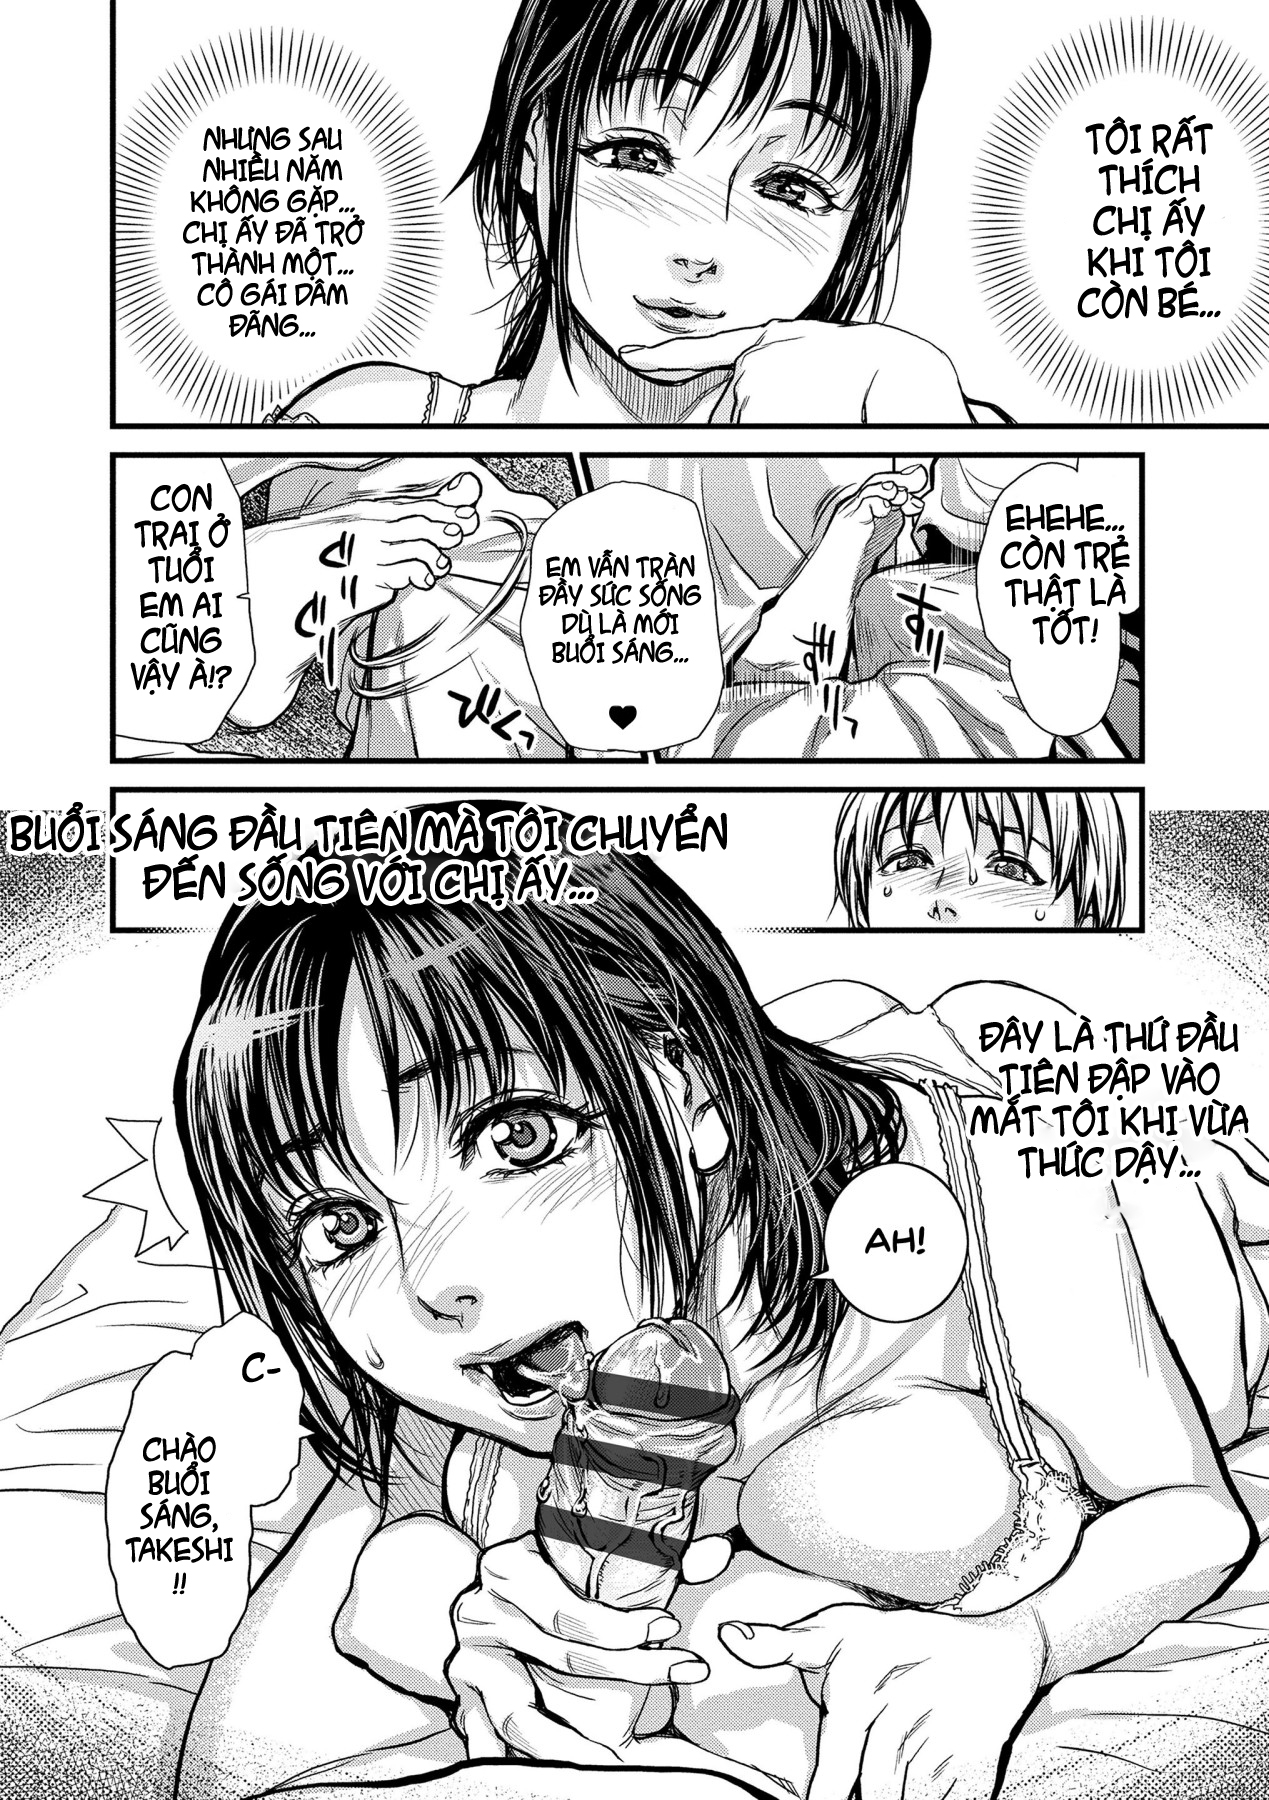 TÔI RẤT
THÍCH
CHỊ ẤY
KHI TÔI
CÒN BÉ...
NHƯNG SAU
NHIỀU NĂM
KHÔNG GẶP...
CHỊ ẤY ĐÃ TRỞ
THÀNH MỘT...
CÔ GÁI DÂM
ĐÃNG...
EHEHE...
CÒN TRẺ
THẬT LÀ
TỐT!
EM VẪN TRÀN
ĐẦY SỨC SỐNG
DÙ LÀ MỚI
BUỔI SÁNG...
♥
CON
TRAI Ở
TUỔI
EM AI
CŨNG
VẬY À!?
BUỔI SÁNG ĐẦU TIÊN MÀ TÔI CHUYỂN
ĐẾN SỐNG VỚI CHỊ ẤY...
ĐÂY LÀ THỨ ĐẦU
TIÊN ĐẬP VÀO
MẮT TÔI KHI VỪA
THỨC DẬY...
AH!
C-
CHÀO
BUỔI
SÁNG,
TAKESHI
!!